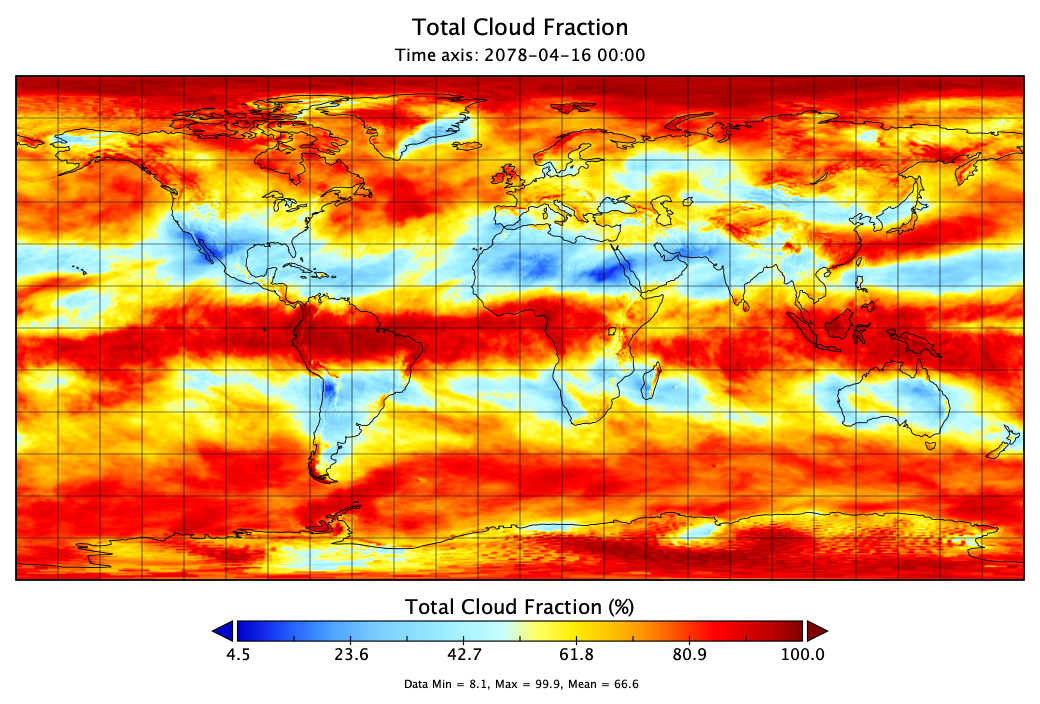 Total Cloud Fraction
Time axis: 2078-04-16 00:00
Total Cloud Fraction (%)
4.5 23.6 42.7 61.8 80.9 100.0
Data Min = 8.1, Max = 99.9, Mean = 66.6